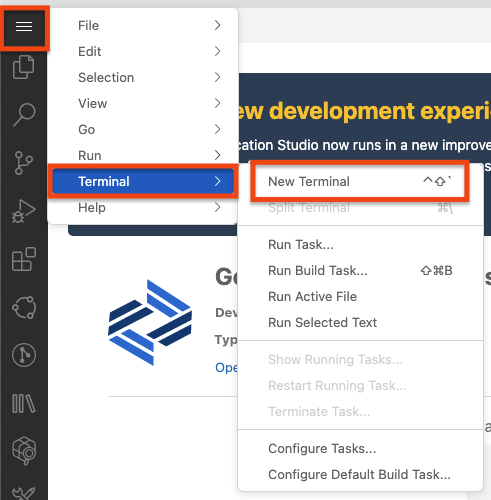 File
Edit
Selection
View
Go
Run
Terminal
Help
New Terminal ^⇧`
Split Terminal ⌘\
Run Task...
Run Build Task... ⇧⌘B
Run Active File
Run Selected Text
Show Running Tasks...
Restart Running Task...
Terminate Task...
Configure Tasks...
Configure Default Build Task...
ew development experi
cation Studio now runs in a new improve
Ge
Dev
Typ
Ope